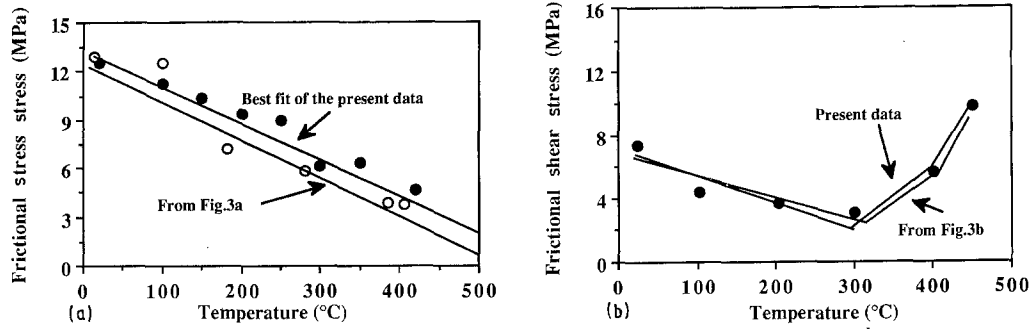 Frictional shear stress (MPa)
15
12
9
6
3
0
Best fit of the present data
From Fig.3a
100
200
300
400
500
(a)
Temperature (°C)
Frictional shear stress (MPa)
16
12
8
4
0
Present data
From Fig.3b
0
100
200
300
400
500
(b)
Temperature (°C)